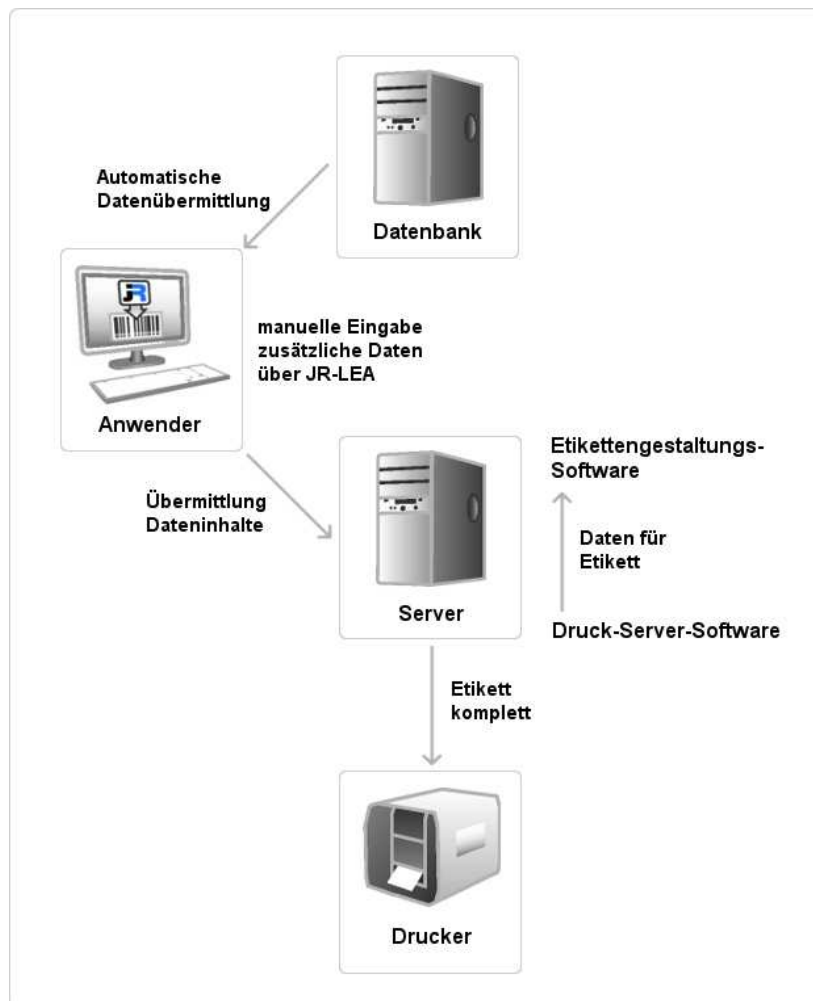 Datenbank
Automatische
Datenübermittlung
JR
Anwender
manuelle Eingabe
zusätzliche Daten
über JR-LEA
Übermittlung
Dateninhalte
Server
Etikettengestaltungs-
Software
Daten für
Etikett
Druck-Server-Software
Etikett
komplett
Drucker